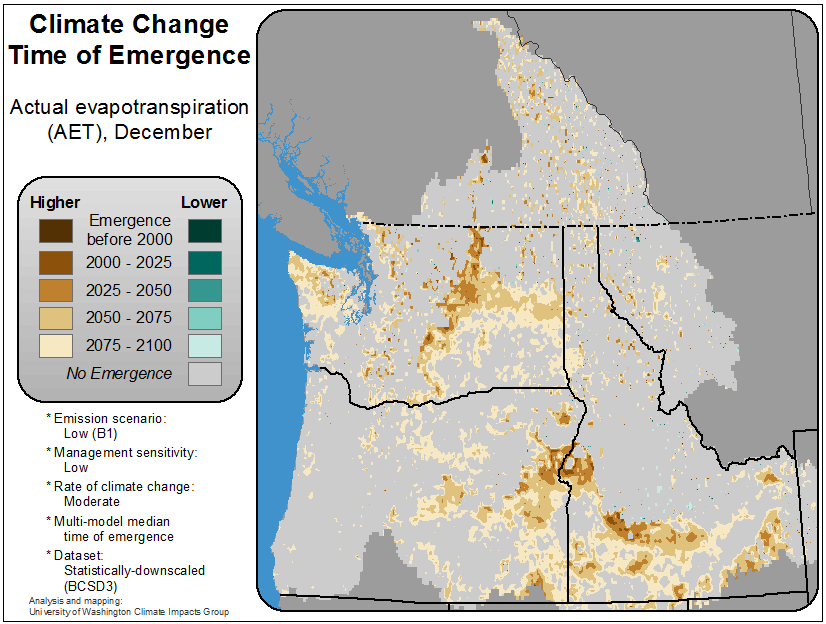 Climate Change
Time of Emergence
Actual evapotranspiration
(AET), December
Higher Lower
Emergence
before 2000
2000 - 2025
2025 - 2050
2050 - 2075
2075 - 2100
No Emergence
* Emission scenario:
Low (B1)
* Management sensitivity:
Low
* Rate of climate change:
Moderate
* Multi-model median
time of emergence
* Dataset:
Statistically-downscaled
(BCSD3)
Analysis and mapping:
University of Washington Climate Impacts Group